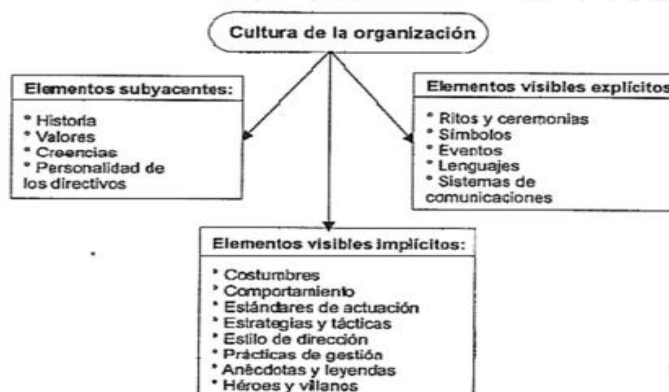 Cultura de la organización
Elementos subyacentes:
* Historia
* Valores
* Creencias
* Personalidad de
los directivos
Elementos visibles explícitos
* Ritos y ceremonias
* Símbolos
* Eventos
* Lenguajes
* Sistemas de
comunicaciones
Elementos visibles implícitos:
* Costumbres
* Comportamiento
* Estándares de actuación
* Estrategias y tácticas
* Estilo de dirección
* Prácticas de gestión
* Anécdotas y leyendas
* Héroes y villanos